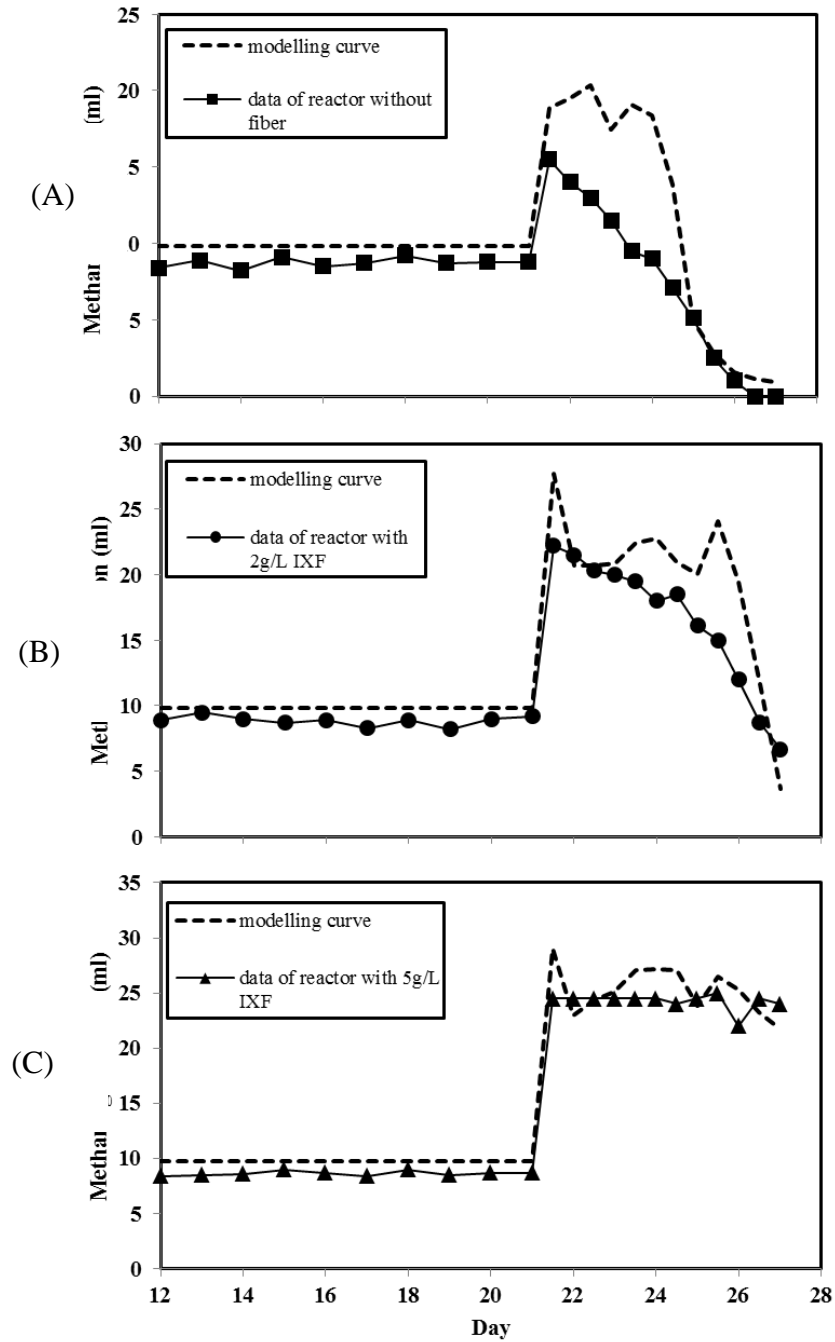 25
20
5
0
5
0
(ml)
Methar
(A)
modelling curve
data of reactor without
fiber
30
25
20
15
10
5
0
on (ml)
Metl
(B)
modelling curve
data of reactor with
2g/L IXF
35
30
25
20
15
10
5
0
(ml)
Methar
(C)
modelling curve
data of reactor with 5g/L
IXF
12
14
16
18
20
22
24
26
28
Day